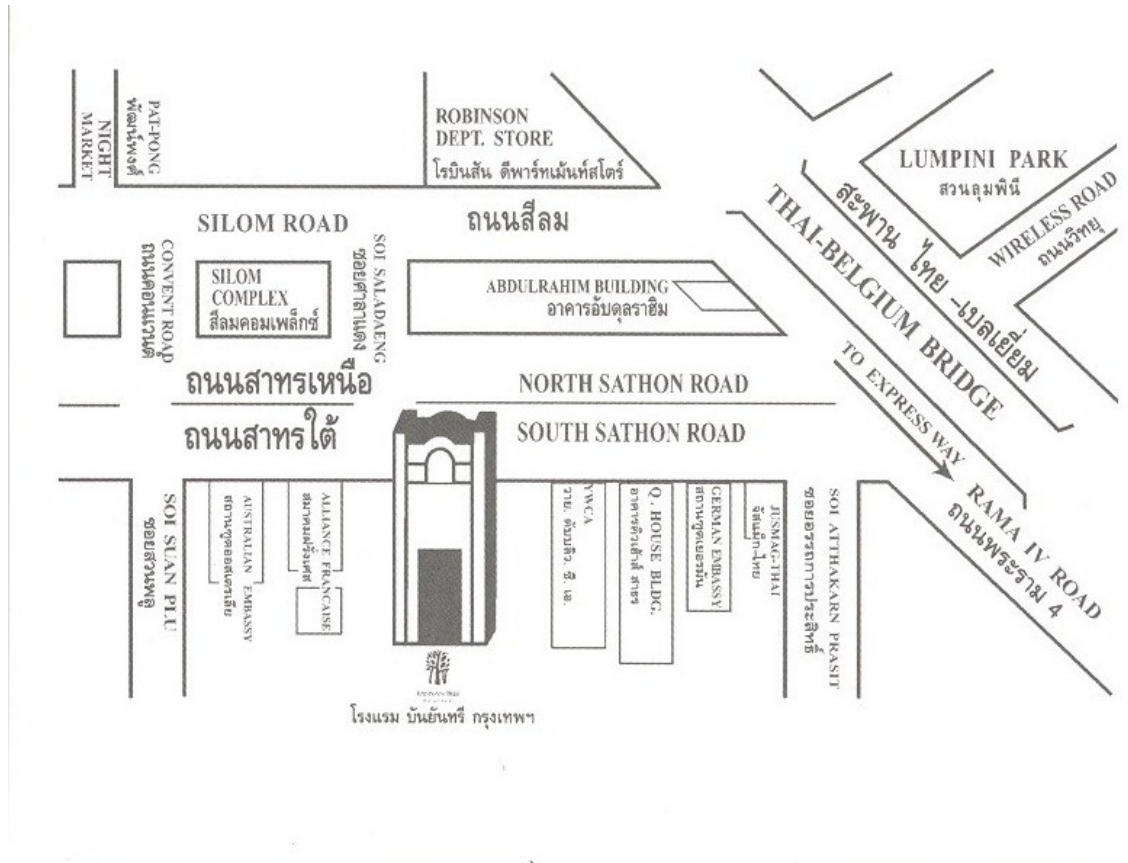 NIGHT
MARKET
PAT-PONG
พัฒน์พงศ์
ROBINSON
DEPT. STORE
โรบินสัน ดีพาร์ทเม้นท์สโตร์
LUMPINI PARK
สวนลุมพินี
WIRELESS ROAD
ถนนวิทยุ
สะพาน ไทย -เบลเยี่ยม
THAI-BELGIUM BRIDGE
SILOM ROAD
ถนนสีลม
CONVENT ROAD
ถนนคอนแวนต์
SILOM
COMPLEX
สีลมคอมเพล็กซ์
SOI SALADAENG
ซอยศาลาแดง
ABDULRAHIM BUILDING
อาคารอับดุลราฮิม
ถนนสาทรเหนือ
NORTH SATHON ROAD
TO EXPRESS WAY
ถนนสาทรใต้
SOUTH SATHON ROAD
RAMA IV ROAD
ถนนพระราม 4
SOI SUAN PLU
ซอยสวนพลู
AUSTRALIAN EMBASSY
สถานฑูตออสเตรเลีย
ALLIANCE FRANCAISE
สมาคมฝรั่งเศส
YWCA
วาย. ดับบลิว. ซี. เอ.
Q . HOUSE BLDG.
อาคารคิวเฮ้าส์ สาธร
GERMAN EMBASSY
สถานฑูตเยอรมัน
JUSMAG-THAI
จัสแม็ก-ไทย
SOI ATTHAKARN PRASIT
ซอยอรรถการประสิทธิ์
โรงแรม บันยันทรี กรุงเทพฯ